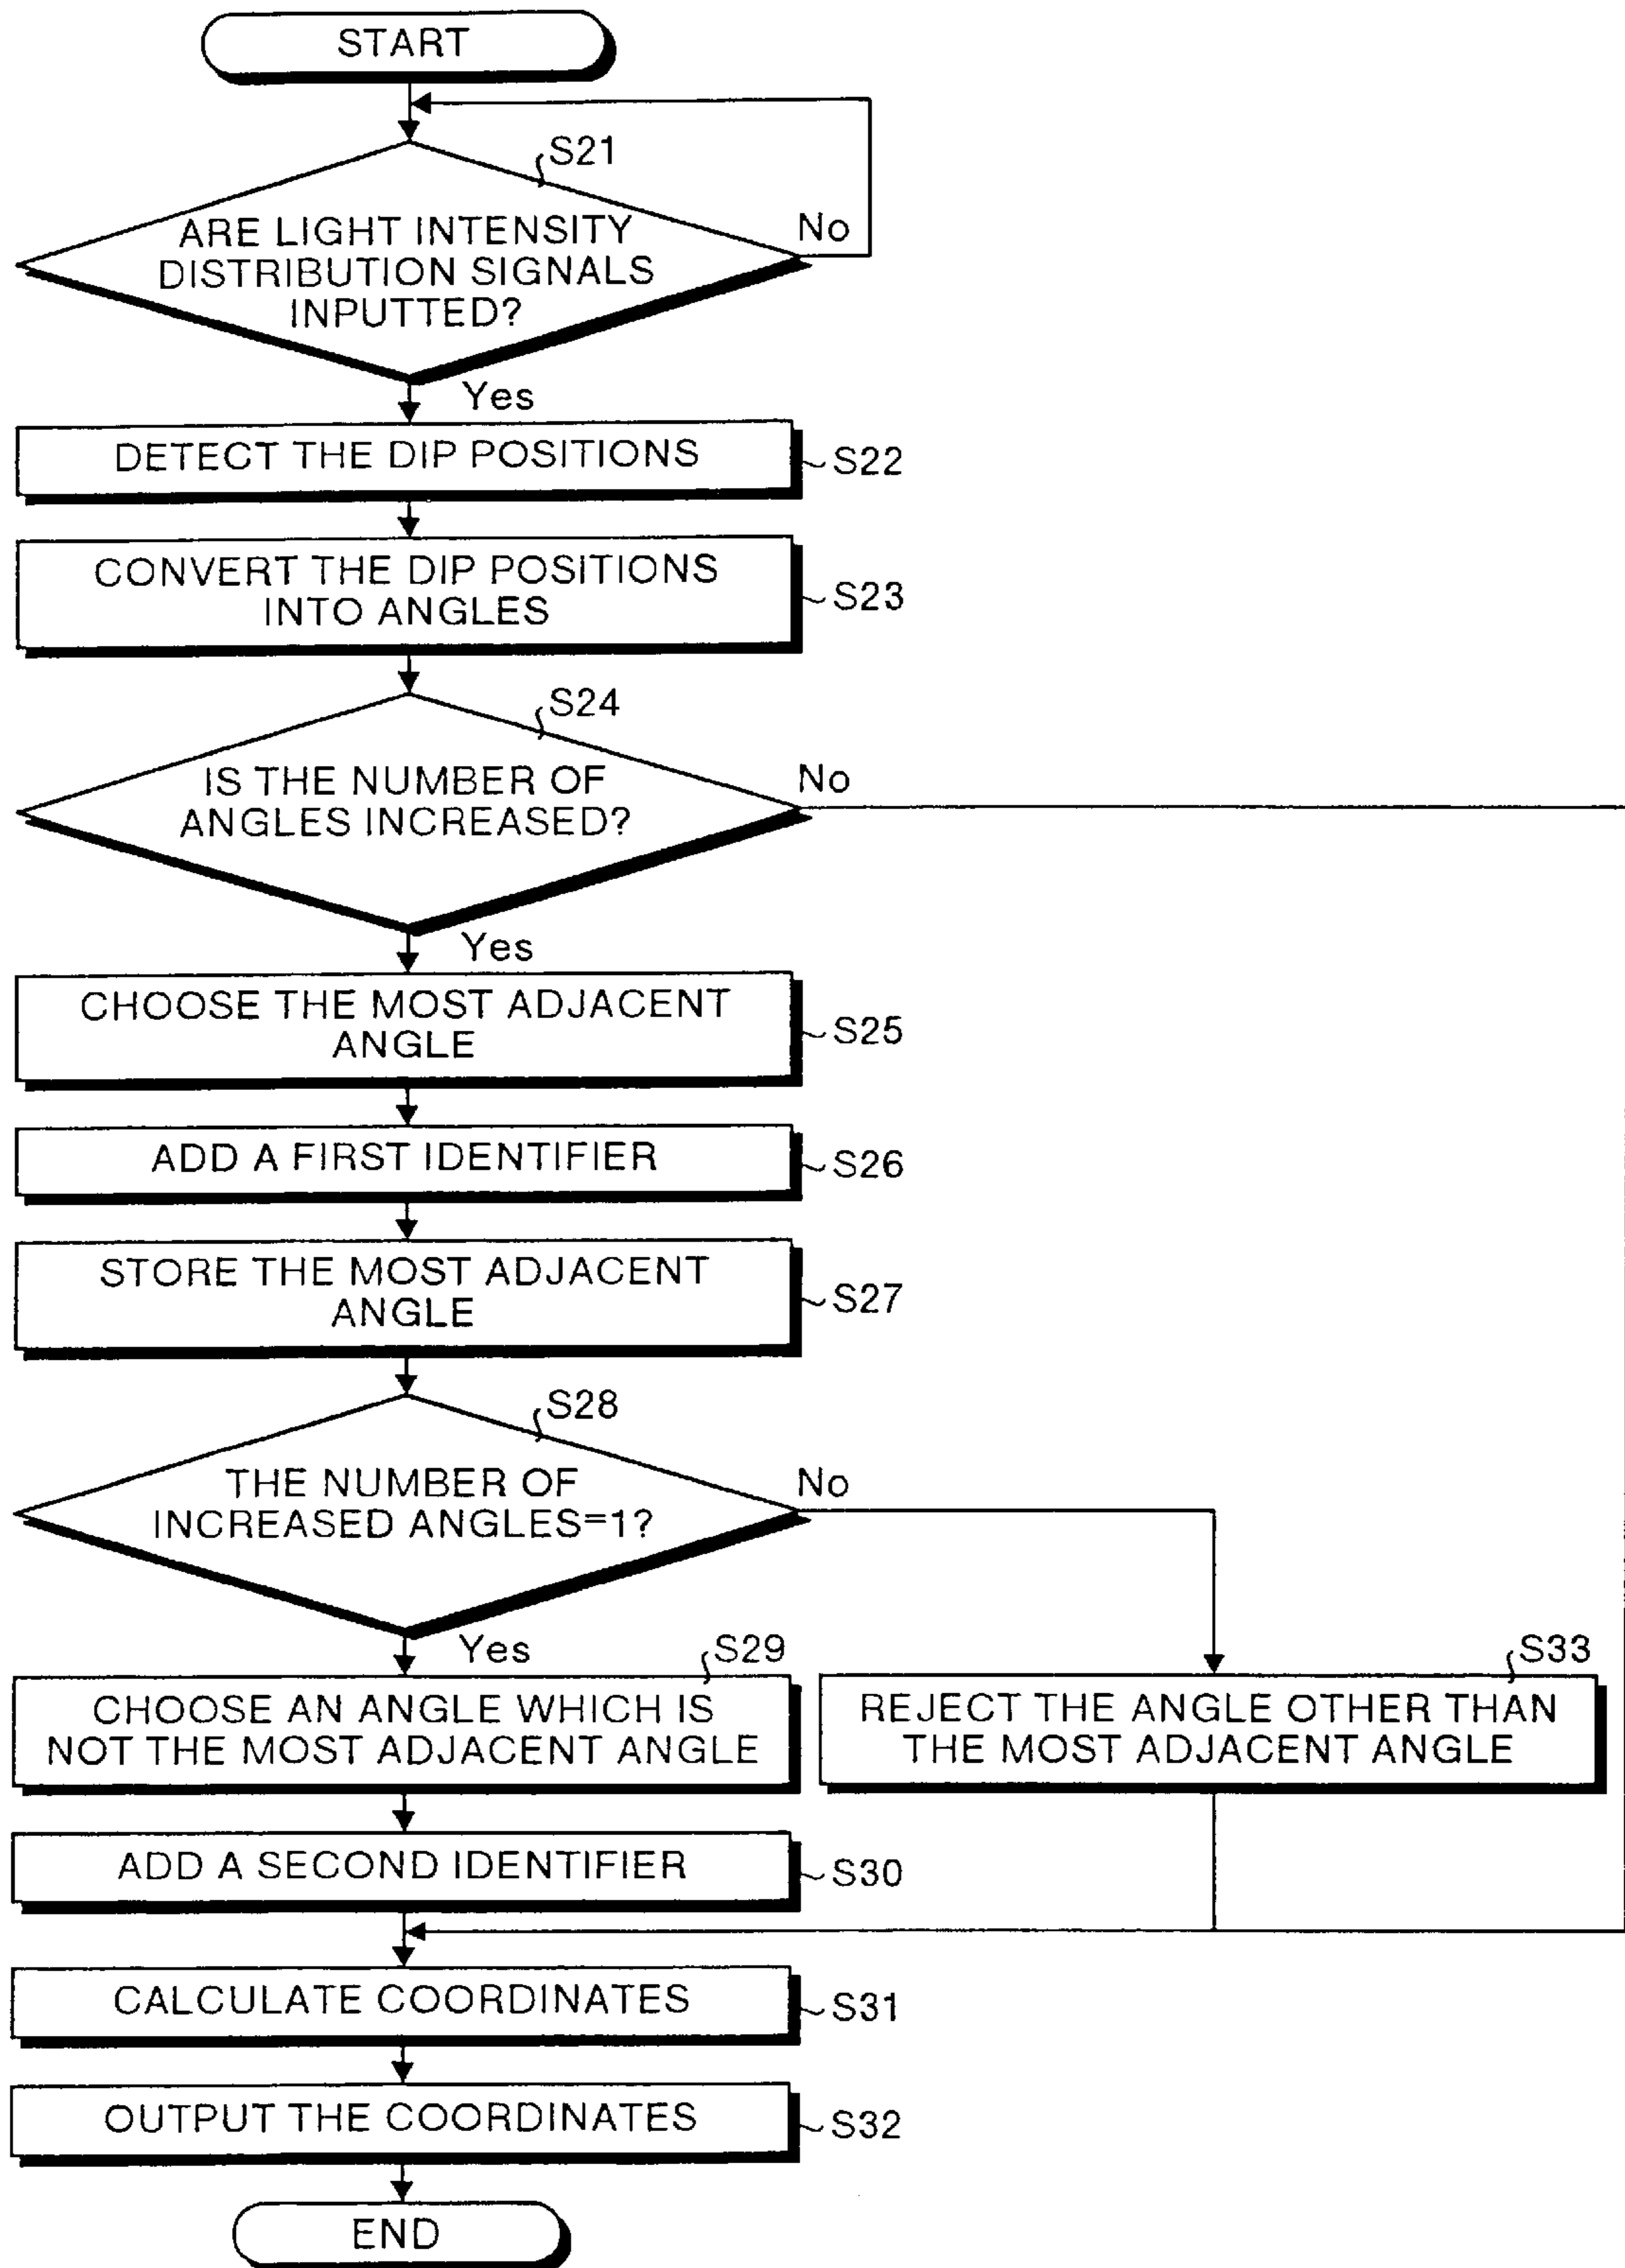 START
S21
ARE LIGHT INTENSITY
DISTRIBUTION SIGNALS
INPUTTED?
No
Yes
DETECT THE DIP POSITIONS
S22
CONVERT THE DIP POSITIONS
INTO ANGLES
S23
S24
IS THE NUMBER OF
ANGLES INCREASED?
No
Yes
CHOOSE THE MOST ADJACENT
ANGLE
S25
ADD A FIRST IDENTIFIER
S26
STORE THE MOST ADJACENT
ANGLE
S27
S28
THE NUMBER OF
INCREASED ANGLES=1?
No
Yes
S29
CHOOSE AN ANGLE WHICH IS
NOT THE MOST ADJACENT ANGLE
S33
REJECT THE ANGLE OTHER THAN
THE MOST ADJACENT ANGLE
ADD A SECOND IDENTIFIER
S30
CALCULATE COORDINATES
S31
OUTPUT THE COORDINATES
S32
END